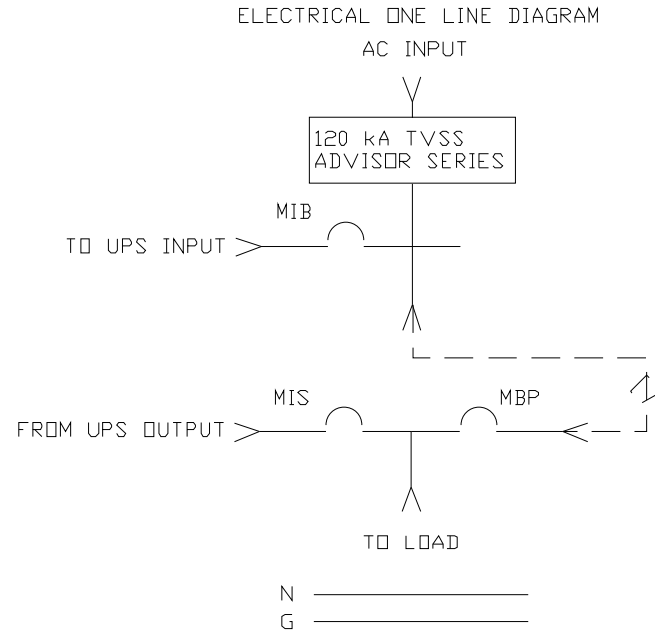 ELECTRICAL ONE LINE DIAGRAM
AC INPUT
120 kA TVSS
ADVISOR SERIES
MIB
TO UPS INPUT
MIS
MBP
FROM UPS OUTPUT
TO LOAD
N
G